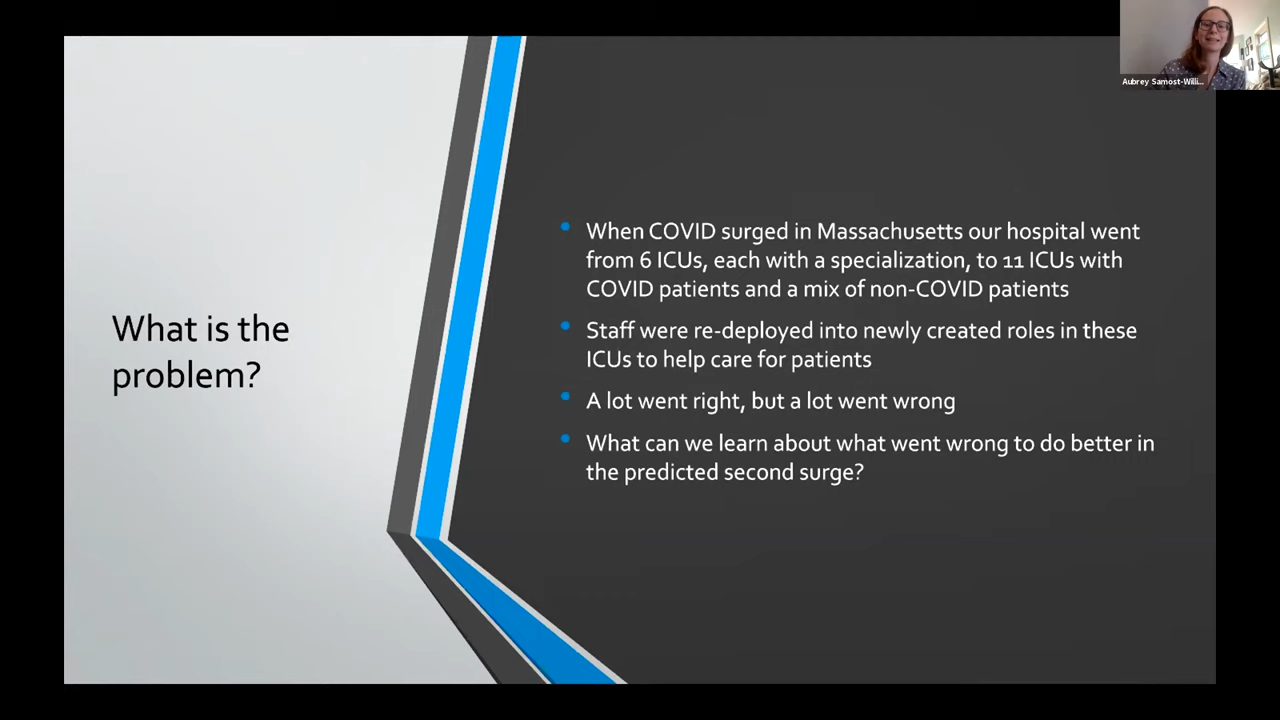 Aubrey Samost-Willi...
What is the
problem?
When COVID surged in Massachusetts our hospital went
from 6 ICUs, each with a specialization, to 11 ICUs with
COVID patients and a mix of non-COVID patients
Staff were re-deployed into newly created roles in these
ICUs to help care for patients
A lot went right, but a lot went wrong
What can we learn about what went wrong to do better in
the predicted second surge?